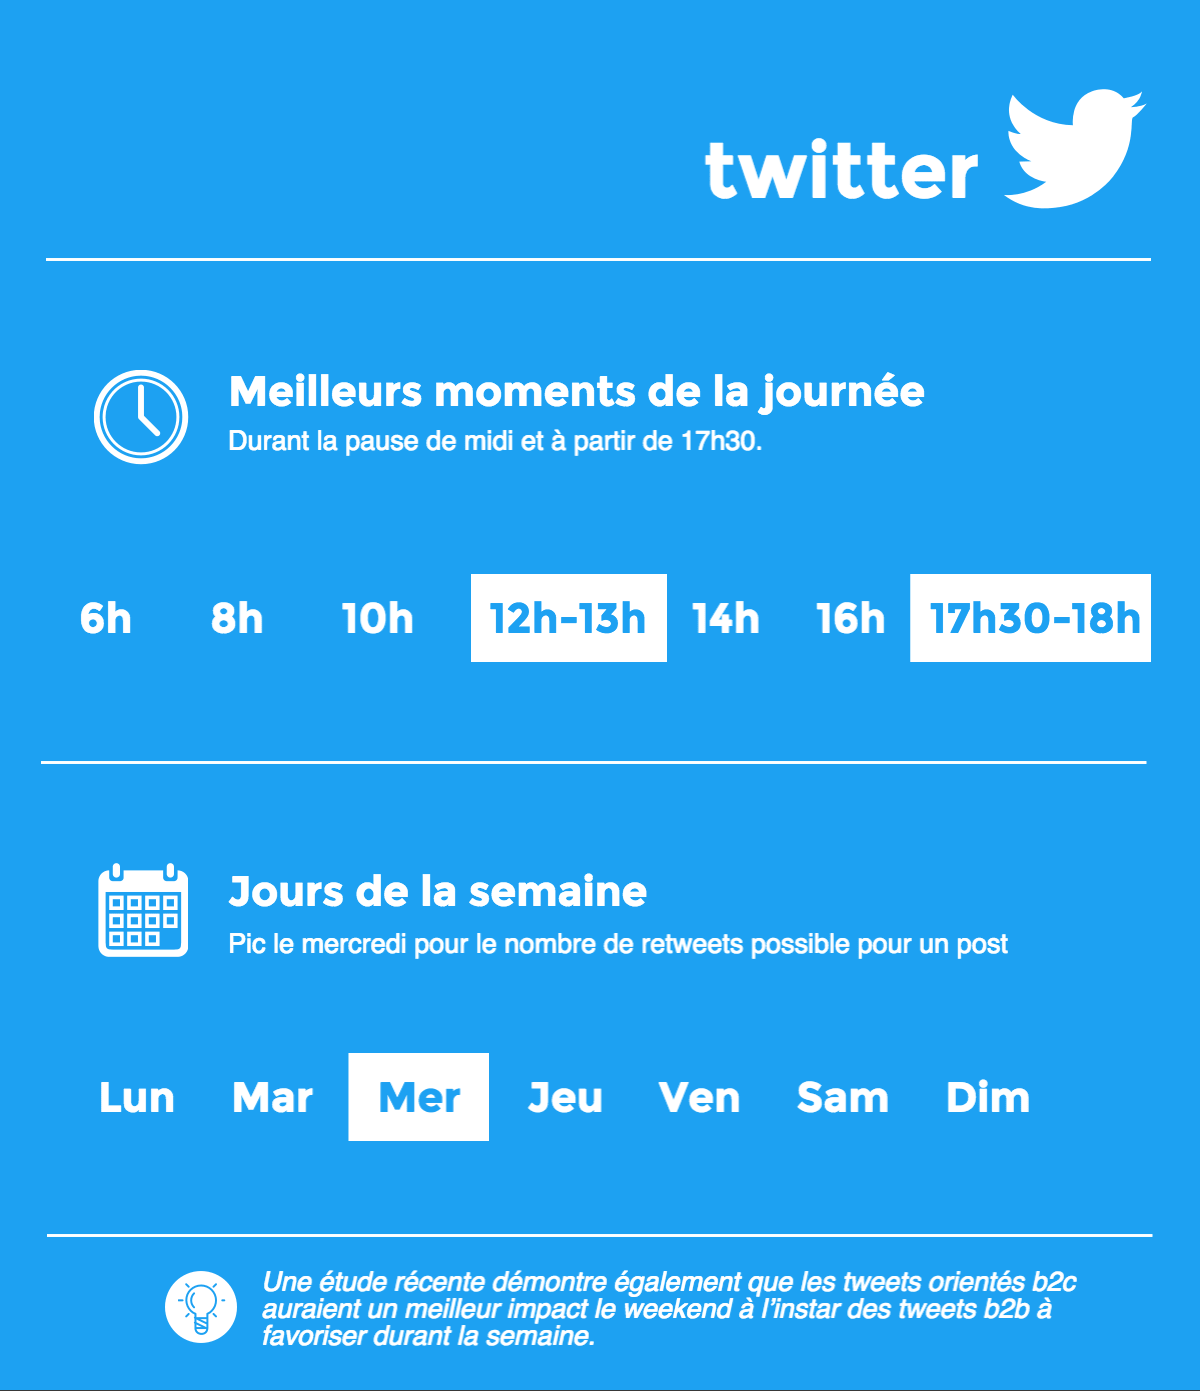 twitter
Meilleurs moments de la journée
Durant la pause de midi et à partir de 17h30.
6h 8h 10h 12h-13h 14h 16h 17h30-18h
Jours de la semaine
Pic le mercredi pour le nombre de retweets possible pour un post
Lun Mar Mer Jeu Ven Sam Dim
Une étude récente démontre également que les tweets orientés b2c
auraient un meilleur impact le weekend à l'instar des tweets b2b à
favoriser durant la semaine.